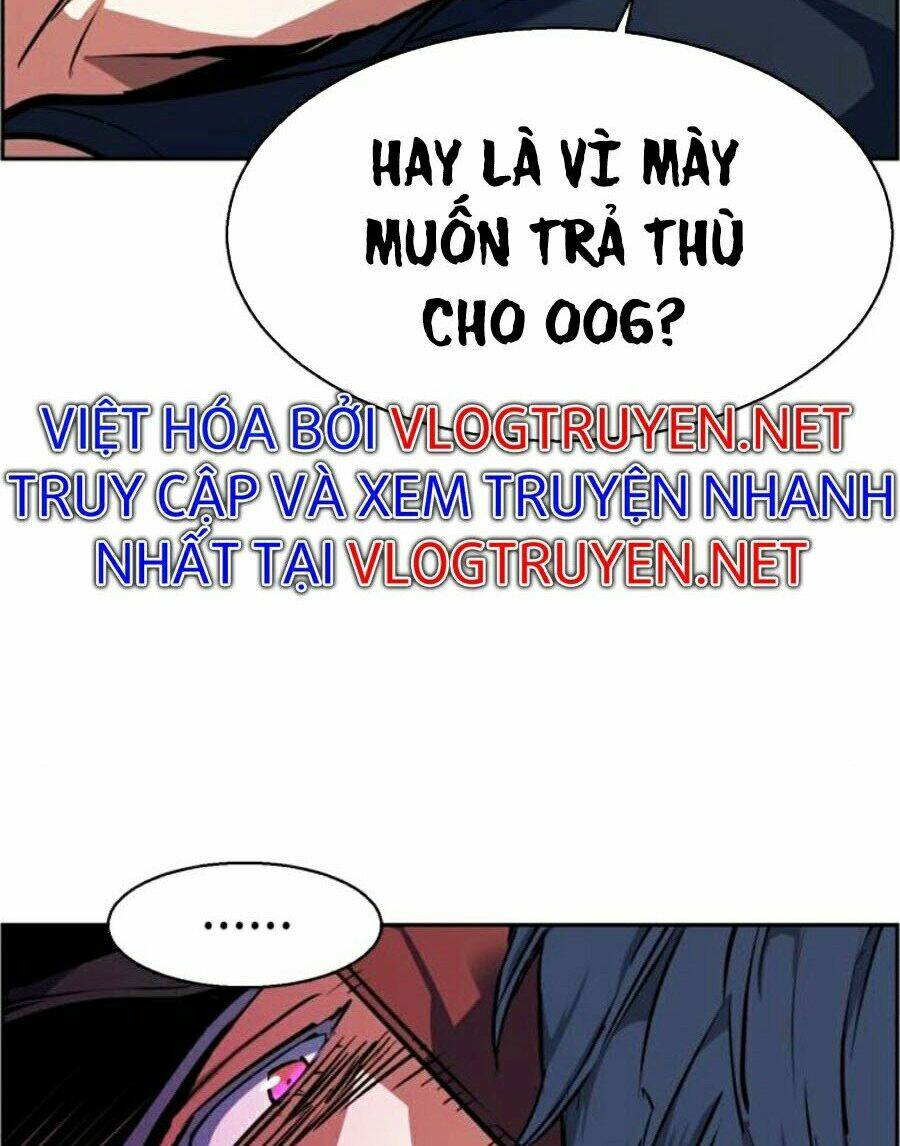 HAY LÀ VÌ MÀY
MUỐN TRẢ THÙ
CHO 006?
VIỆT HÓA BỞI VLOGTRUYEN.NET
TRUY CẬP VÀ XEM TRUYỆN NHANH
NHẤT TẠI VLOGTRUYEN.NET
......